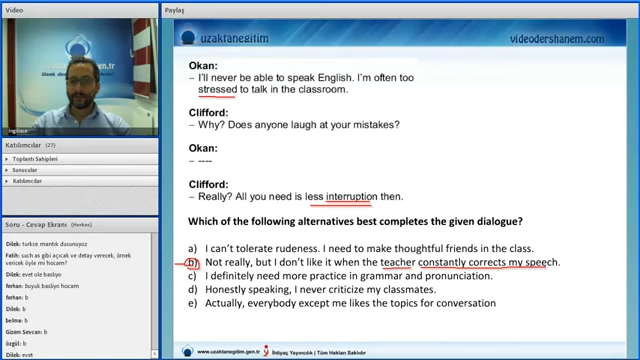 Video
Paylaş
uzaktanegitim
videodershanem.com
Okan:
– I'll never be able to speak English. I'm often too
stressed to talk in the classroom.
Clifford:
– Why? Does anyone laugh at your mistakes?
Okan:
– ----
Clifford:
– Really? All you need is less interruption then.
Which of the following alternatives best completes the given dialogue?
a) I can't tolerate rudeness. I need to make thoughtful friends in the class.
b) Not really, but I don't like it when the teacher constantly corrects my speech.
c) I definitely need more practice in grammar and pronunciation.
d) Honestly speaking, I never criticize my classmates.
e) Actually, everybody except me likes the topics for conversation
www.uzaktanegitim.gen.tr
İhtiyaç Yayıncılık | Tüm Hakları Saklıdır
İngilizce
Katılımcılar (27)
Toplantı Sahipleri
Sunucular
Katılımcılar
Soru - Cevap Ekranı (Herkes)
Dilek: turkce mantık dusunuyoz
Fatih: such as gibi açıcak ve detay verecek, örnek
vericek öyle mi hocam?
Dilek: evet ole basliyo
ferhan: buyuk basliyo hocam
ferhan: b
Dilek: b
belma: b
Gizem Sevcan: b
ferhan: b